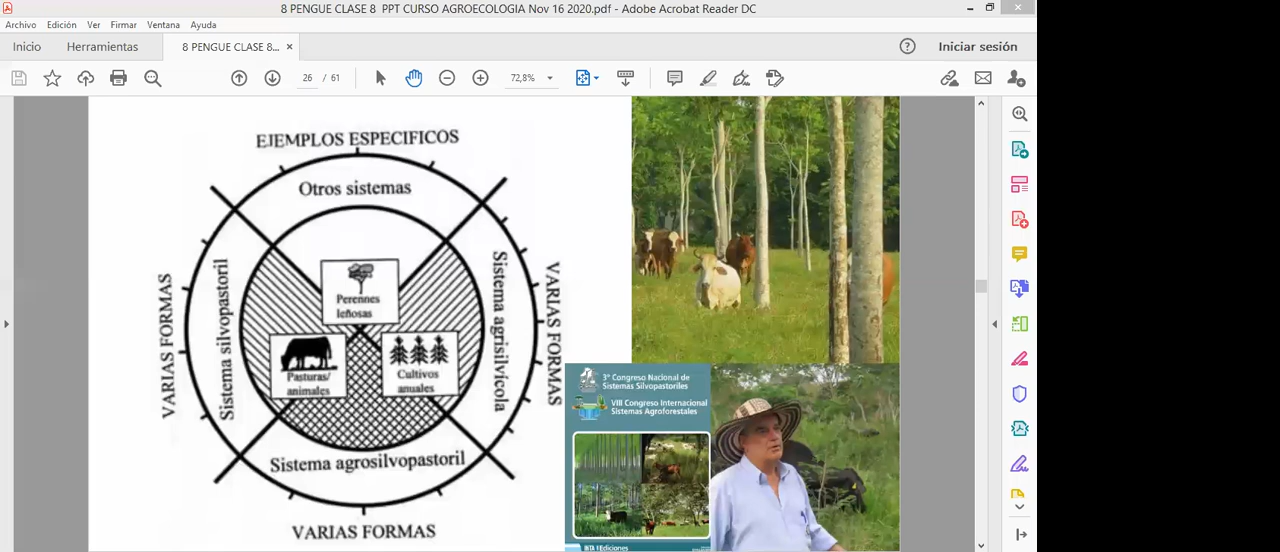 8 PENGUE CLASE 8 PPT CURSO AGROECOLOGIA Nov 16 2020.pdf - Adobe Acrobat Reader DC
Archivo Edición Ver Firmar Ventana Ayuda
Inicio Herramientas 8 PENGUE CLASE 8... × Iniciar sesión
26 / 61 72,8%
EJEMPLOS ESPECIFICOS
Otros sistemas
VARIAS FORMAS
Sistema silvopastoril
Perennes
leñosas
Pasturas/
animales
Cultivos
anuales
Sistema agrisilvícola
VARIAS FORMAS
Sistema agrosilvopastoril
VARIAS FORMAS
3° Congreso Nacional de
Sistemas Silvopastoriles
VIII Congreso Internacional
Sistemas Agroforestales
INTA Ediciones